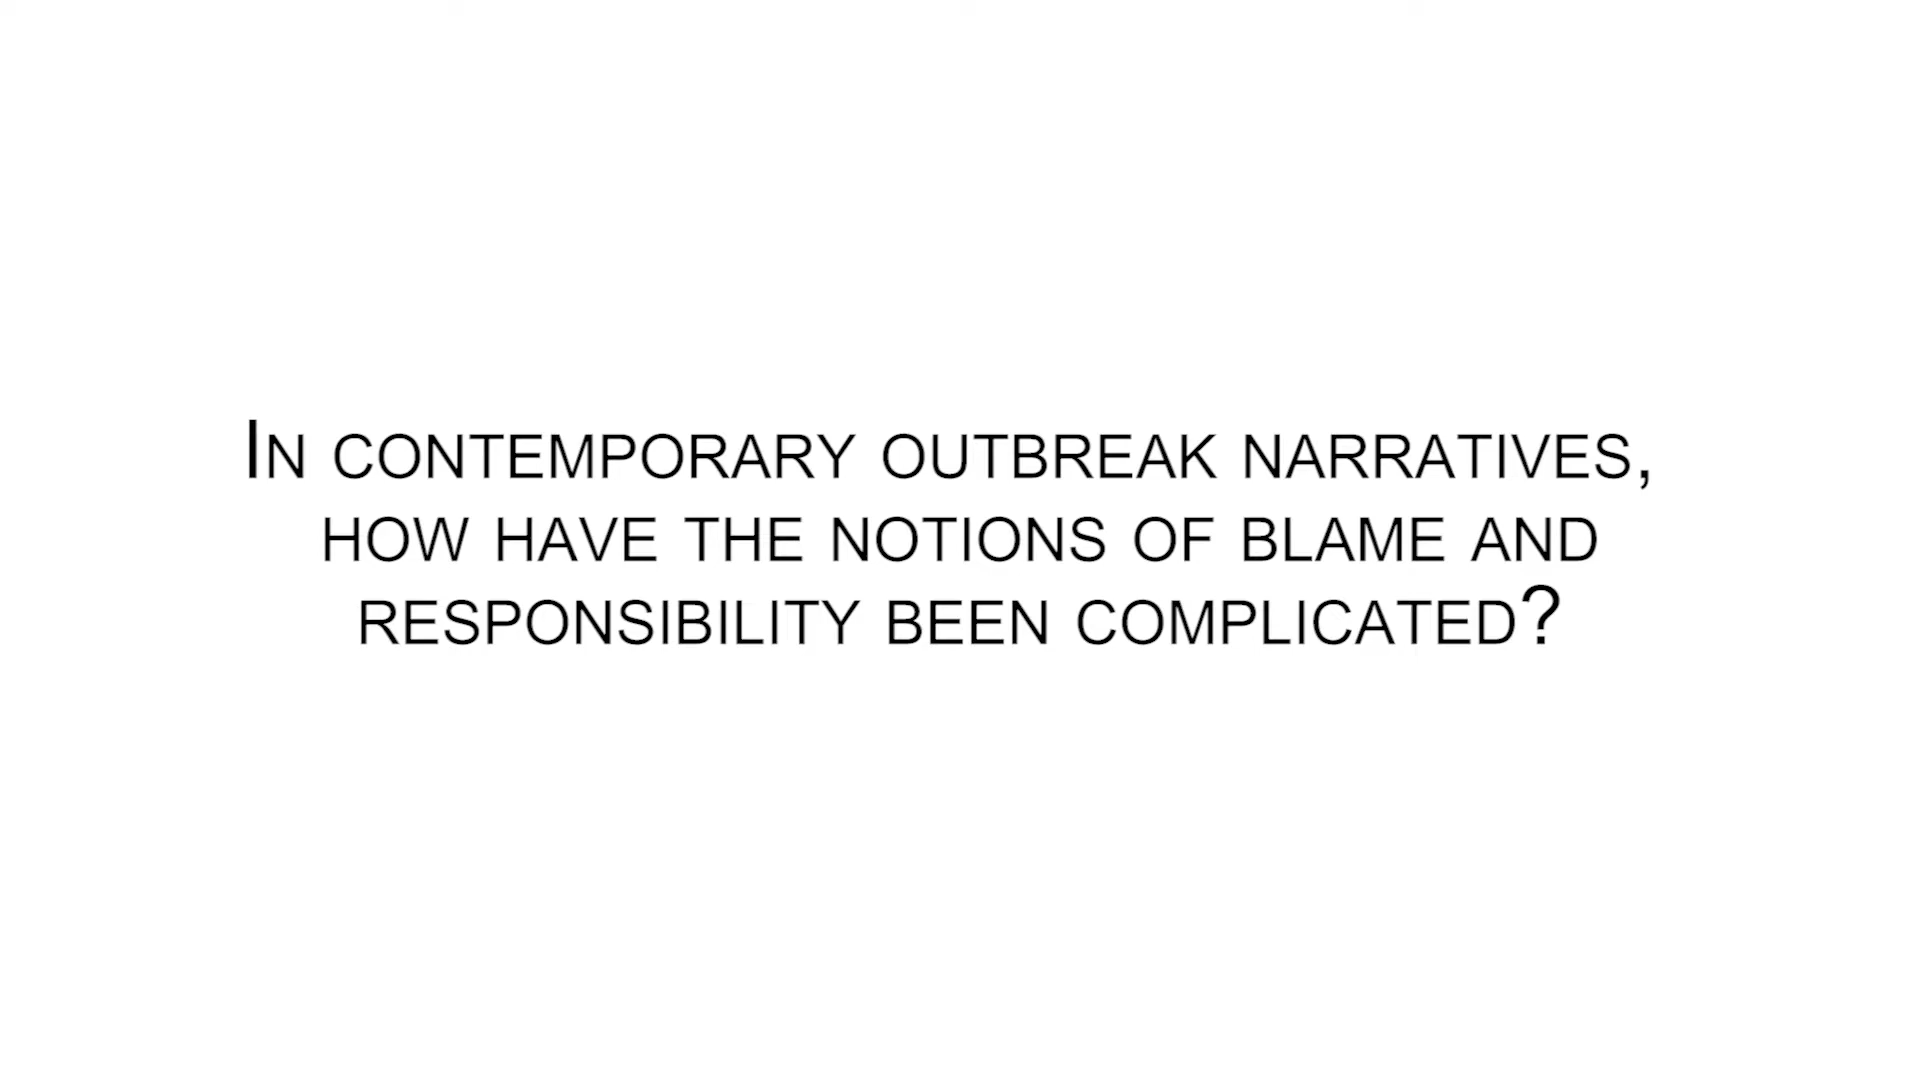 In contemporary outbreak narratives,
how have the notions of blame and
responsibility been complicated?